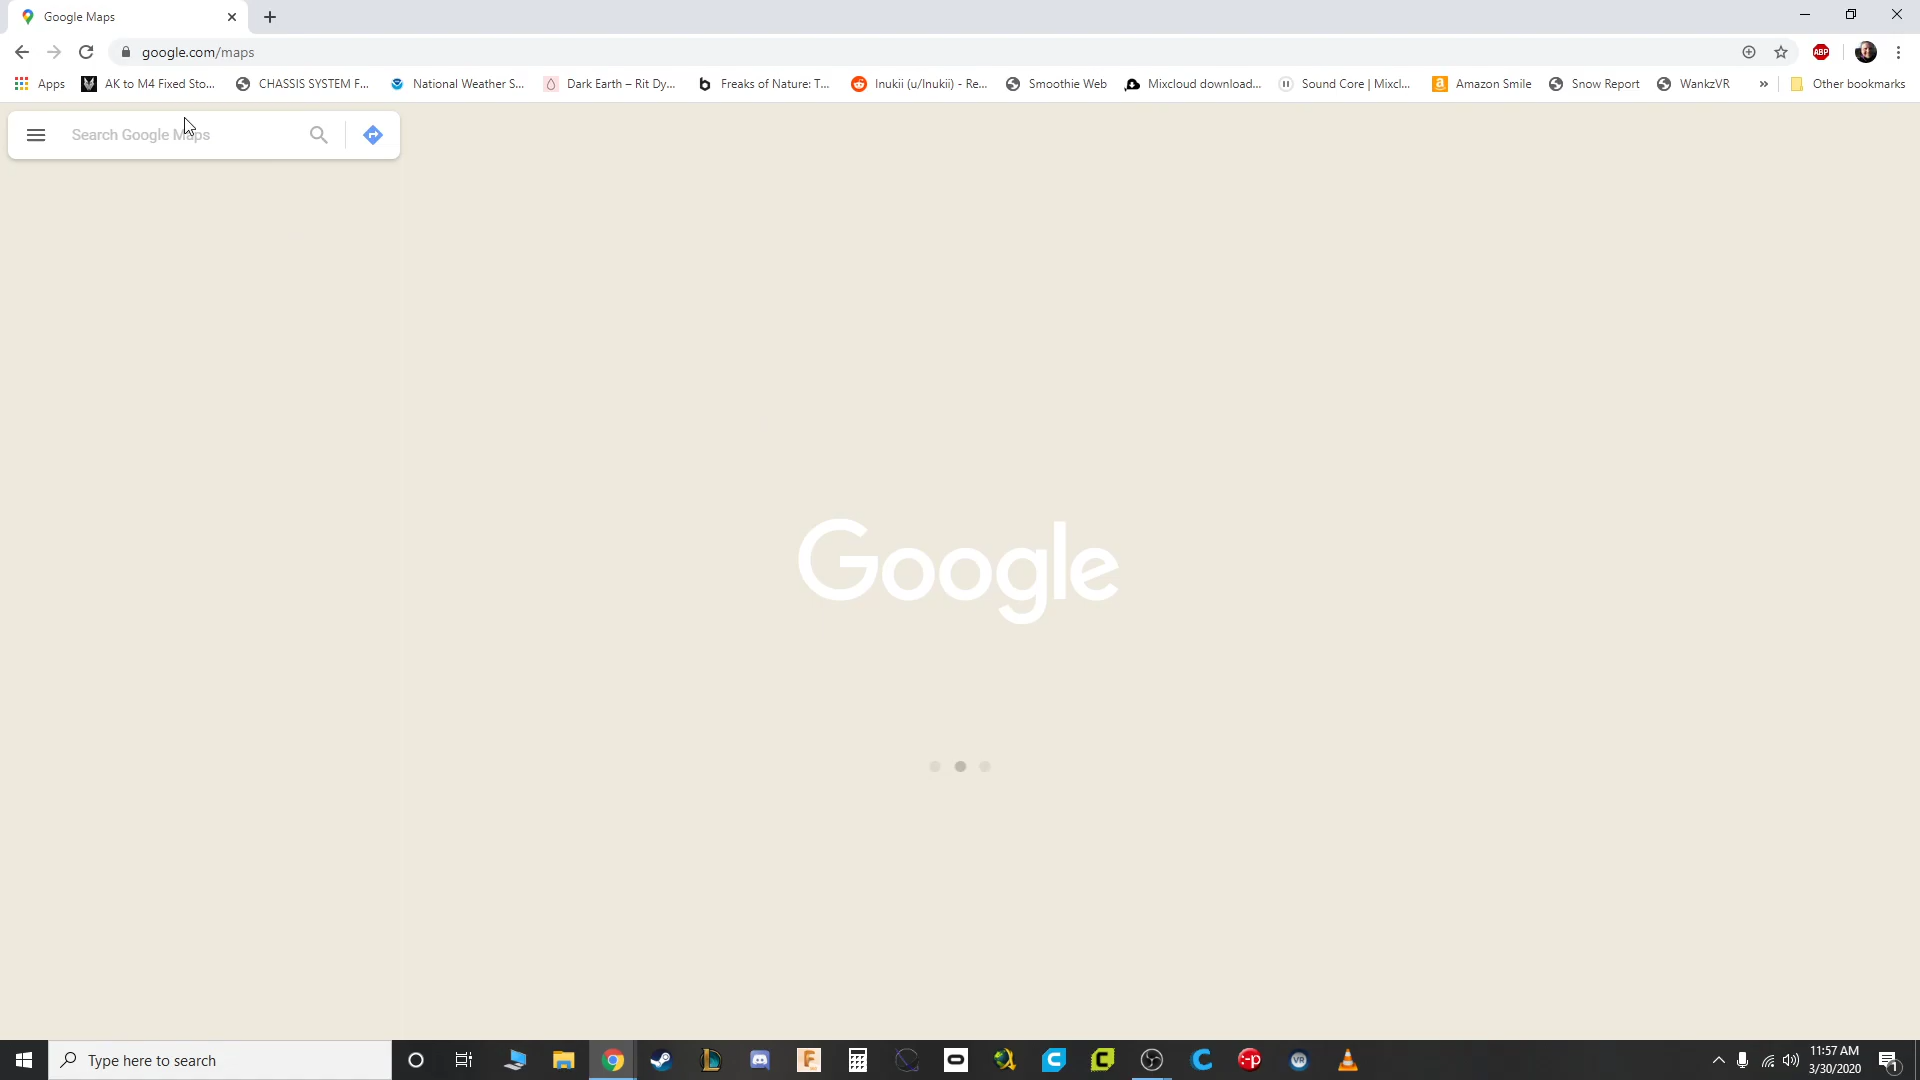 Google Maps
google.com/maps
ABP
Apps
AK to M4 Fixed Sto...
CHASSIS SYSTEM F...
National Weather S...
Dark Earth – Rit Dy...
Freaks of Nature: T...
Inukii (u/Inukii) - Re...
Smoothie Web
Mixcloud download...
Sound Core | Mixcl...
Amazon Smile
Snow Report
WankzVR
Other bookmarks
Search Google Maps
Google
Type here to search
11:57 AM
3/30/2020
1